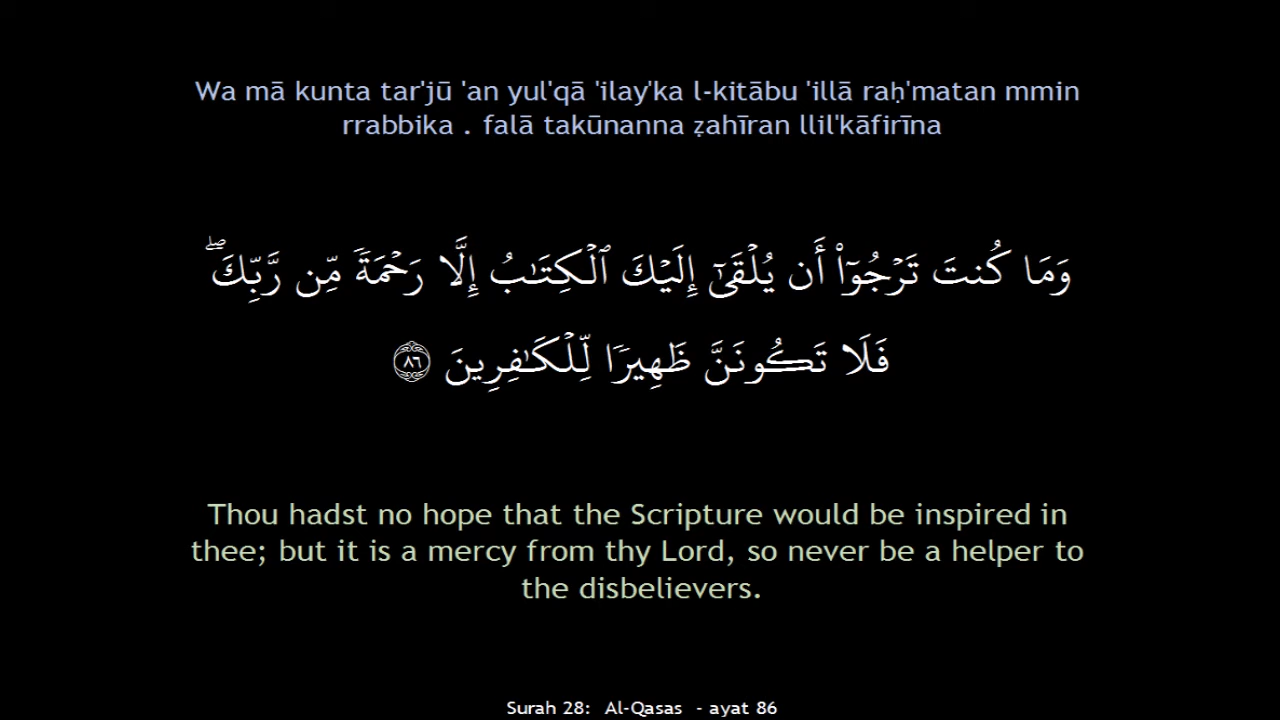 Wa mā kunta tar'jū 'an yul'qā 'ilay'ka l-kitābu 'illā raḥ'matan mmin
rrabbika . falā takūnanna ẓahīran llil'kāfirīna
وَمَا كُنتَ تَرْجُوٓا۟ أَن يُلْقَىٰٓ إِلَيْكَ ٱلْكِتَـٰبُ إِلَّا رَحْمَةً مِّن رَّبِّكَ ۖ
فَلَا تَكُونَنَّ ظَهِيرًا لِّلْكَـٰفِرِينَ ٨٦
Thou hadst no hope that the Scripture would be inspired in
thee; but it is a mercy from thy Lord, so never be a helper to
the disbelievers.
Surah 28: Al-Qasas - ayat 86